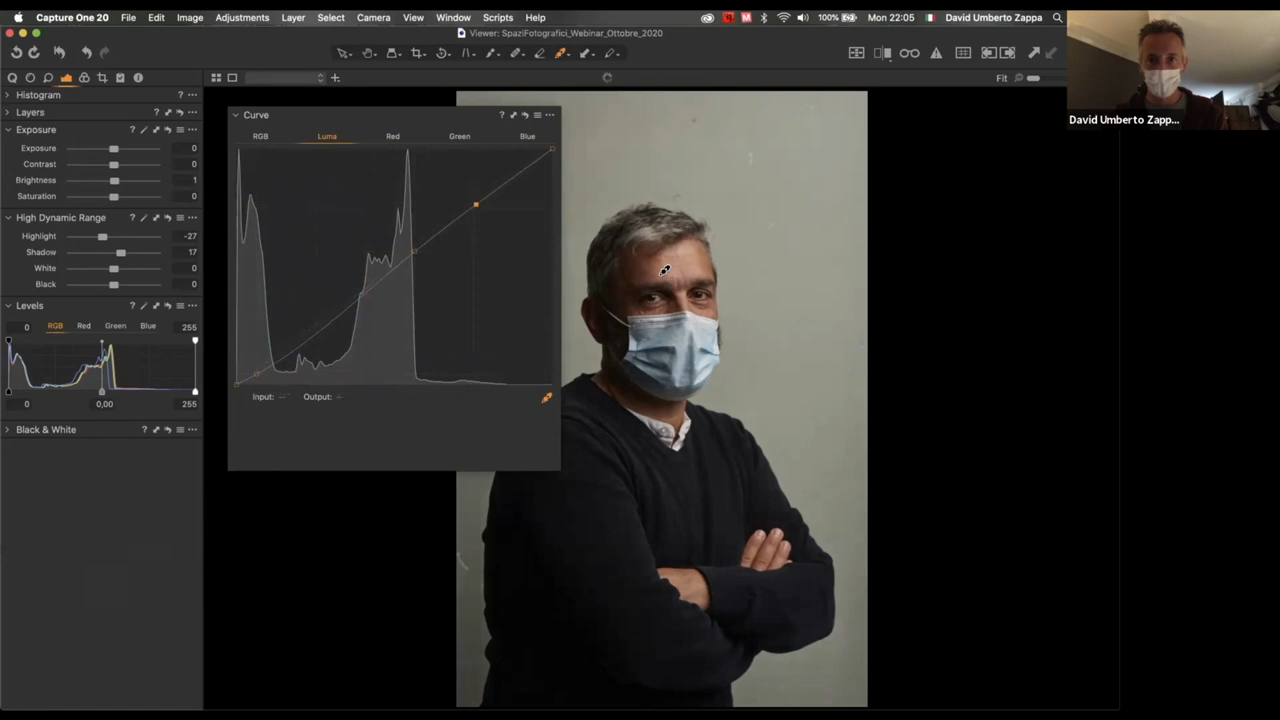 Capture One 20 File Edit Image Adjustments Layer Select Camera View Window Scripts Help 100% Mon 22:05 David Umberto Zappa
Viewer: SpaziFotografici_Webinar_Ottobre_2020
Fit
David Umberto Zapp...
Histogram ? ...
Layers ? ...
Exposure ? ...
Exposure 0
Contrast 0
Brightness 1
Saturation 0
High Dynamic Range ? ...
Highlight -27
Shadow 17
White 0
Black 0
Levels ? ...
0 RGB Red Green Blue 255
0 0,00 255
Black & White ? ...
Curve ? ...
RGB Luma Red Green Blue
Input: -- Output: --